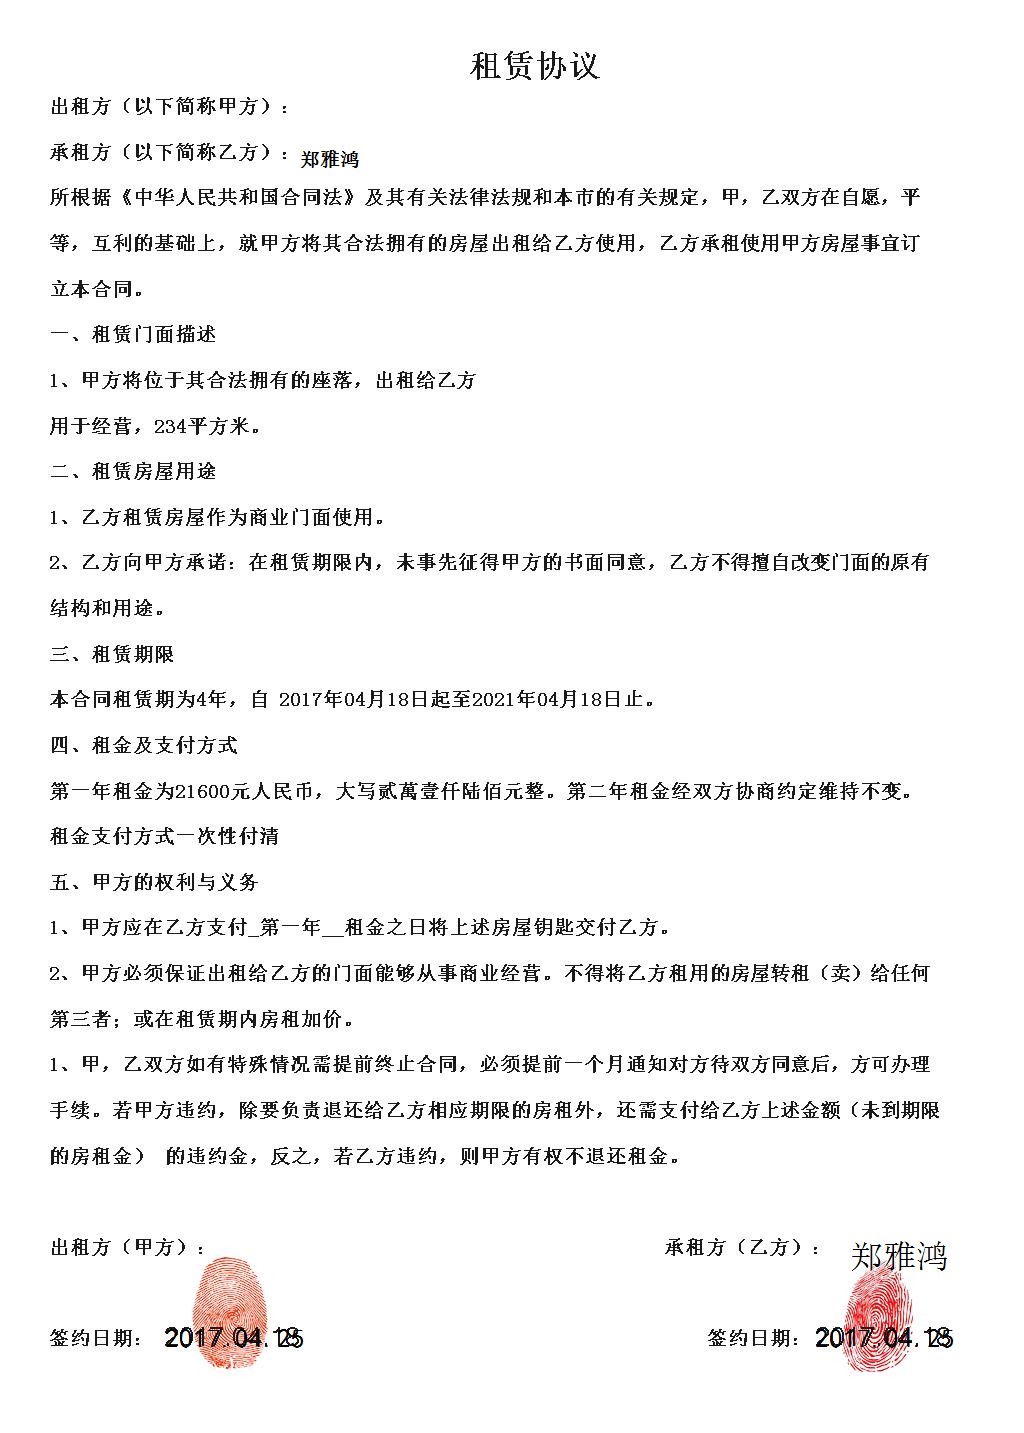 租赁协议
出租方（以下简称甲方）：
承租方（以下简称乙方）：郑雅鸿
所根据《中华人民共和国合同法》及其有关法律法规和本市的有关规定，甲，乙双方在自愿，平
等，互利的基础上，就甲方将其合法拥有的房屋出租给乙方使用，乙方承租使用甲方房屋事宜订
立本合同。
一、租赁门面描述
1、甲方将位于其合法拥有的座落，出租给乙方
用于经营，234平方米。
二、租赁房屋用途
1、乙方租赁房屋作为商业门面使用。
2、乙方向甲方承诺：在租赁期限内，未事先征得甲方的书面同意，乙方不得擅自改变门面的原有
结构和用途。
三、租赁期限
本合同租赁期为4年，自 2017年04月18日起至2021年04月18日止。
四、租金及支付方式
第一年租金为21600元人民币，大写贰萬壹仟陆佰元整。第二年租金经双方协商约定维持不变。
租金支付方式一次性付清
五、甲方的权利与义务
1、甲方应在乙方支付_第一年__租金之日将上述房屋钥匙交付乙方。
2、甲方必须保证出租给乙方的门面能够从事商业经营。不得将乙方租用的房屋转租（卖）给任何
第三者；或在租赁期内房租加价。
1、甲，乙双方如有特殊情况需提前终止合同，必须提前一个月通知对方待双方同意后，方可办理
手续。若甲方违约，除要负责退还给乙方相应期限的房租外，还需支付给乙方上述金额（未到期限
的房租金） 的违约金，反之，若乙方违约，则甲方有权不退还租金。
出租方（甲方）： 承租方（乙方）： 郑雅鸿
签约日期： 2017.04. 签约日期： 2017.04.